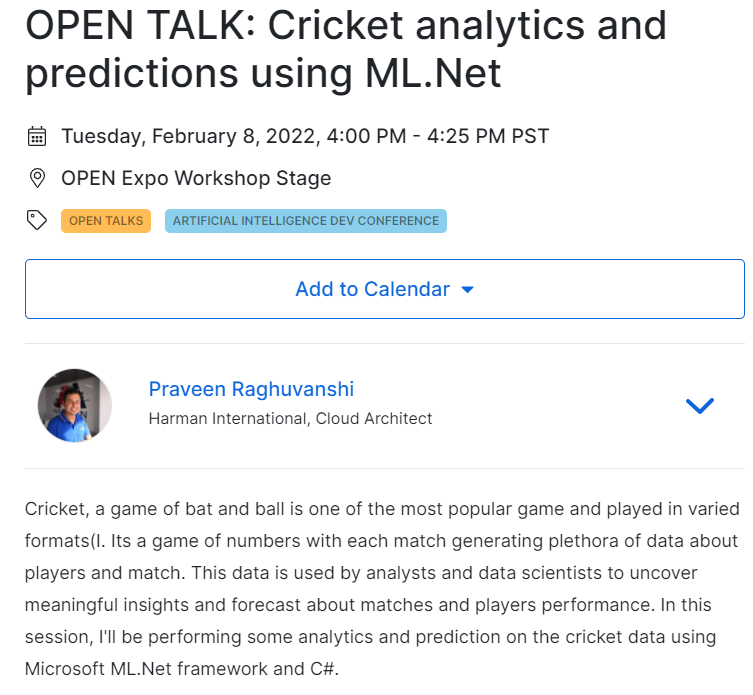 OPEN TALK: Cricket analytics and
predictions using ML.Net
Tuesday, February 8, 2022, 4:00 PM - 4:25 PM PST
OPEN Expo Workshop Stage
OPEN TALKS ARTIFICIAL INTELLIGENCE DEV CONFERENCE
Add to Calendar
Praveen Raghuvanshi
Harman International, Cloud Architect
Cricket, a game of bat and ball is one of the most popular game and played in varied
formats(I. Its a game of numbers with each match generating plethora of data about
players and match. This data is used by analysts and data scientists to uncover
meaningful insights and forecast about matches and players performance. In this
session, I'll be performing some analytics and prediction on the cricket data using
Microsoft ML.Net framework and C#.